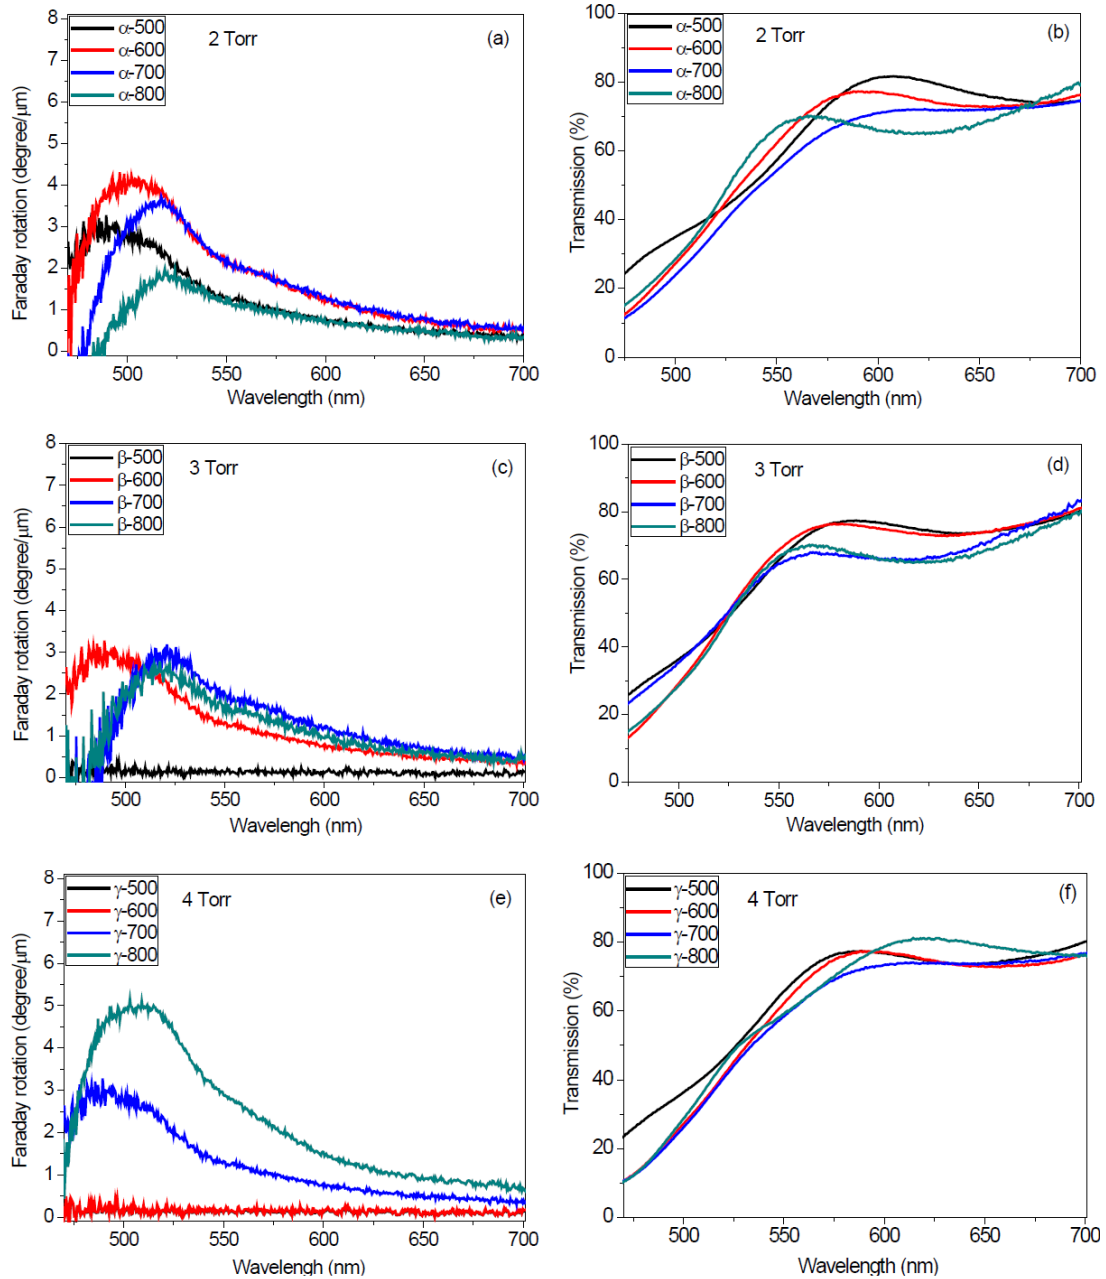 α-500
α-600
α-700
α-800
2 Torr
(a)
Faraday rotation (degree/μm)
8
7
6
5
4
3
2
1
0
500 550 600 650 700
Wavelength (nm)
α-500
α-600
α-700
α-800
2 Torr
(b)
Transmission (%)
100
80
60
40
20
0
500 550 600 650 700
Wavelength (nm)
β-500
β-600
β-700
β-800
3 Torr
(c)
Faraday rotation (degree/μm)
8
7
6
5
4
3
2
1
0
500 550 600 650 700
Wavelengh (nm)
β-500
β-600
β-700
β-800
3 Torr
(d)
Transmission (%)
100
80
60
40
20
0
500 550 600 650 700
Wavelength (nm)
γ-500
γ-600
γ-700
γ-800
4 Torr
(e)
Faraday rotation (degree/μm)
8
7
6
5
4
3
2
1
0
500 550 600 650 700
Wavelength (nm)
γ-500
γ-600
γ-700
γ-800
4 Torr
(f)
Transmission (%)
100
80
60
40
20
0
500 550 600 650 700
Wavelength (nm)